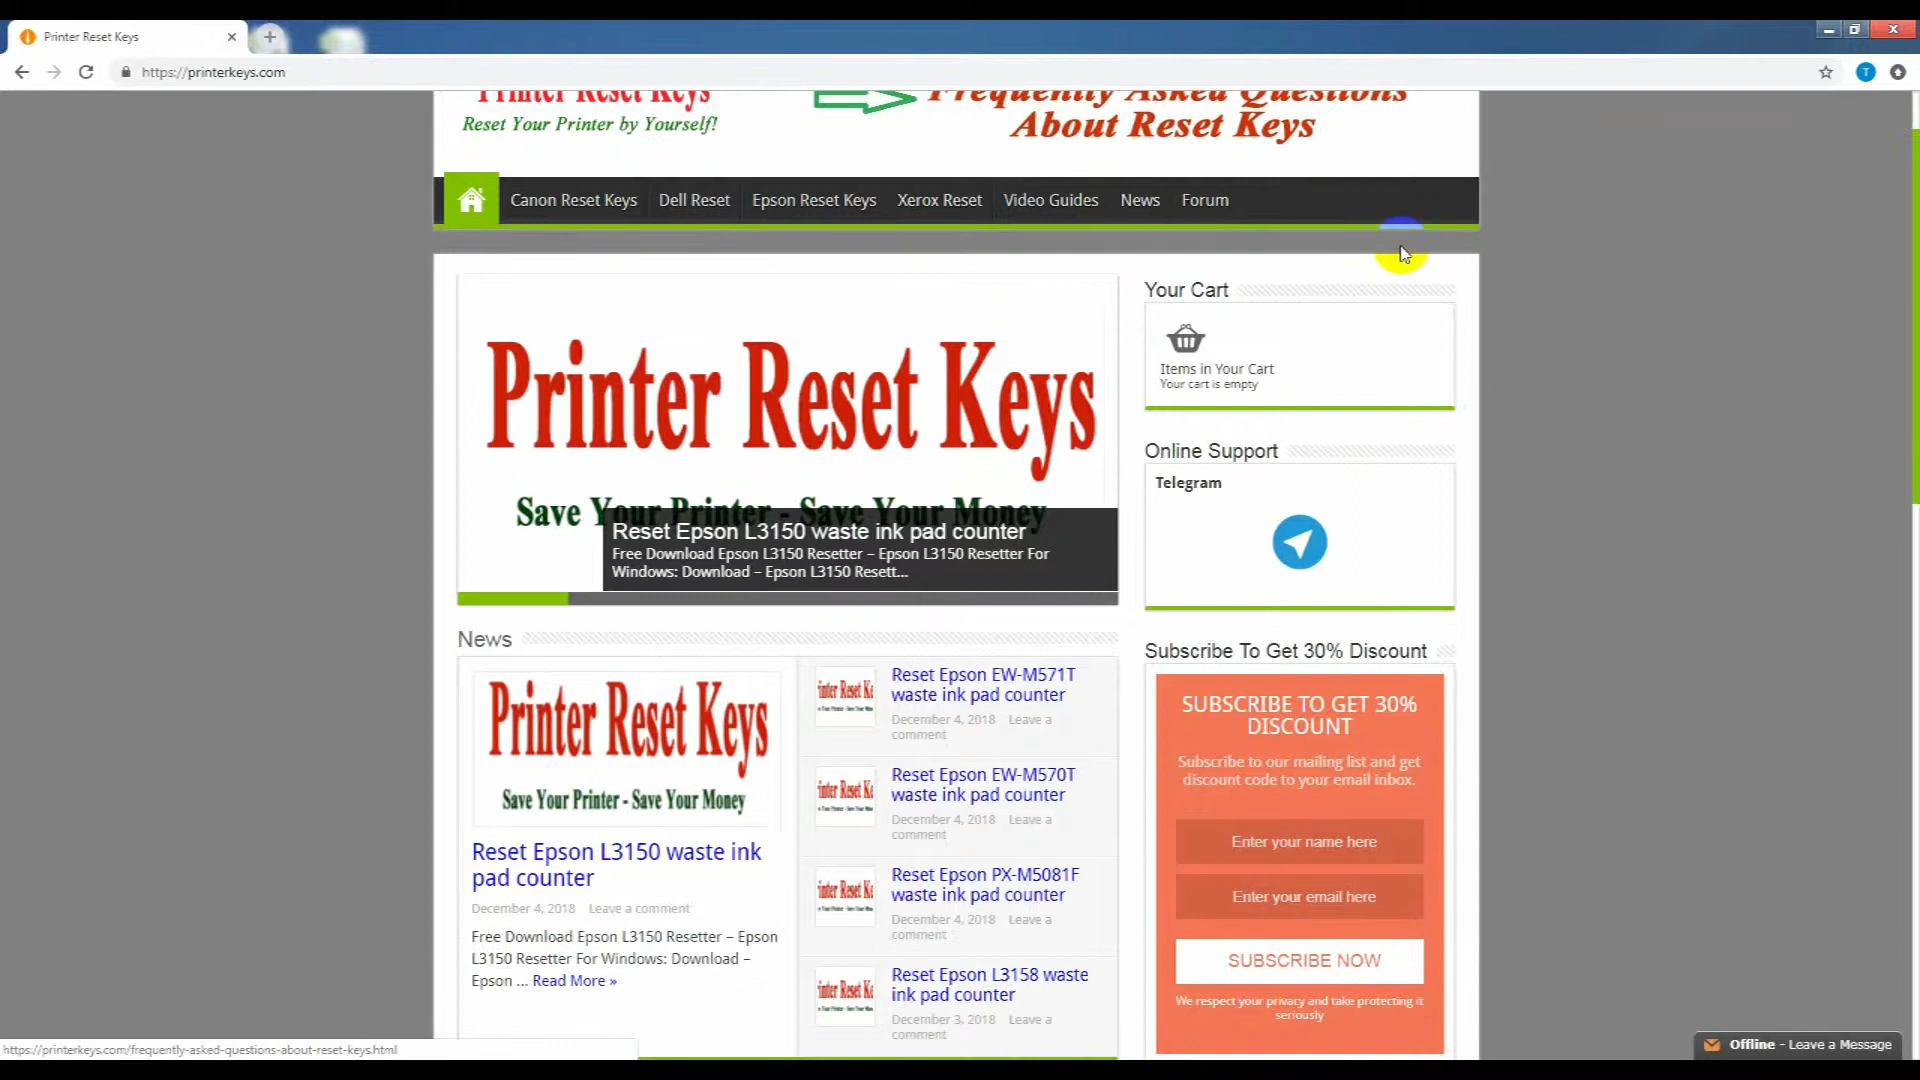 Printer Reset Keys
https://printerkeys.com
T
Printer Reset Keys
Reset Your Printer by Yourself!
Frequently Asked Questions
About Reset Keys
Canon Reset Keys
Dell Reset
Epson Reset Keys
Xerox Reset
Video Guides
News
Forum
Printer Reset Keys
Save Your Printer - Save Your Money
Reset Epson L3150 waste ink pad counter
Free Download Epson L3150 Resetter – Epson L3150 Resetter For
Windows: Download – Epson L3150 Resett...
Your Cart
Items in Your Cart
Your cart is empty
Online Support
Telegram
News
Printer Reset Keys
Save Your Printer - Save Your Money
Reset Epson L3150 waste ink
pad counter
December 4, 2018 Leave a comment
Free Download Epson L3150 Resetter – Epson
L3150 Resetter For Windows: Download –
Epson ... Read More »
Reset Epson EW-M571T
waste ink pad counter
December 4, 2018 Leave a
comment
Reset Epson EW-M570T
waste ink pad counter
December 4, 2018 Leave a
comment
Reset Epson PX-M5081F
waste ink pad counter
December 4, 2018 Leave a
comment
Reset Epson L3158 waste
ink pad counter
December 3, 2018 Leave a
comment
Subscribe To Get 30% Discount
SUBSCRIBE TO GET 30%
DISCOUNT
Subscribe to our mailing list and get
discount code to your email inbox.
Enter your name here
Enter your email here
SUBSCRIBE NOW
We respect your privacy and take protecting it
seriously
https://printerkeys.com/frequently-asked-questions-about-reset-keys.html
Offline - Leave a Message